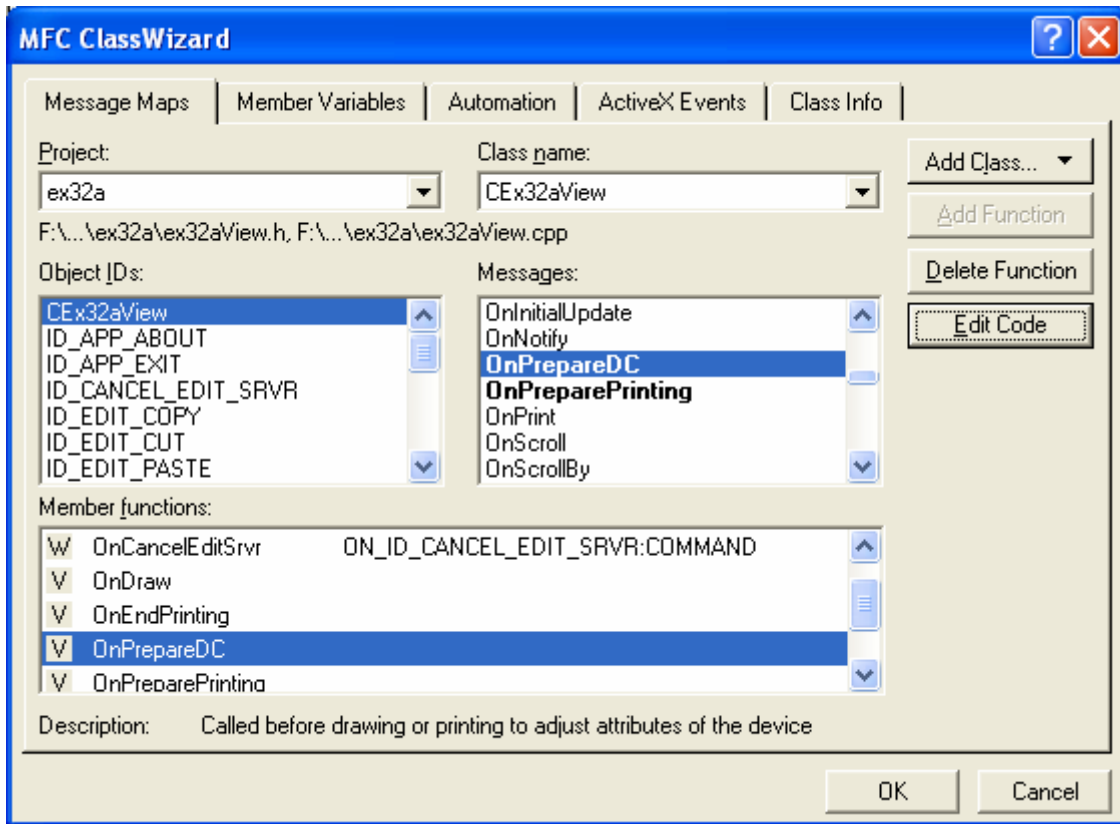 MFC ClassWizard
Message Maps Member Variables Automation ActiveX Events Class Info
Project: Class name:
ex32a CEx32aView
Add Class...
F:\...\ex32a\ex32aView.h, F:\...\ex32a\ex32aView.cpp
Add Function
Object IDs: Messages:
Delete Function
CEx32aView
ID_APP_ABOUT
ID_APP_EXIT
ID_CANCEL_EDIT_SRVR
ID_EDIT_COPY
ID_EDIT_CUT
ID_EDIT_PASTE
OnInitialUpdate
OnNotify
OnPrepareDC
OnPreparePrinting
OnPrint
OnScroll
OnScrollBy
Edit Code
Member functions:
W OnCancelEditSrvr ON_ID_CANCEL_EDIT_SRVR:COMMAND
V OnDraw
V OnEndPrinting
V OnPrepareDC
V OnPreparePrinting
Description: Called before drawing or printing to adjust attributes of the device
OK Cancel